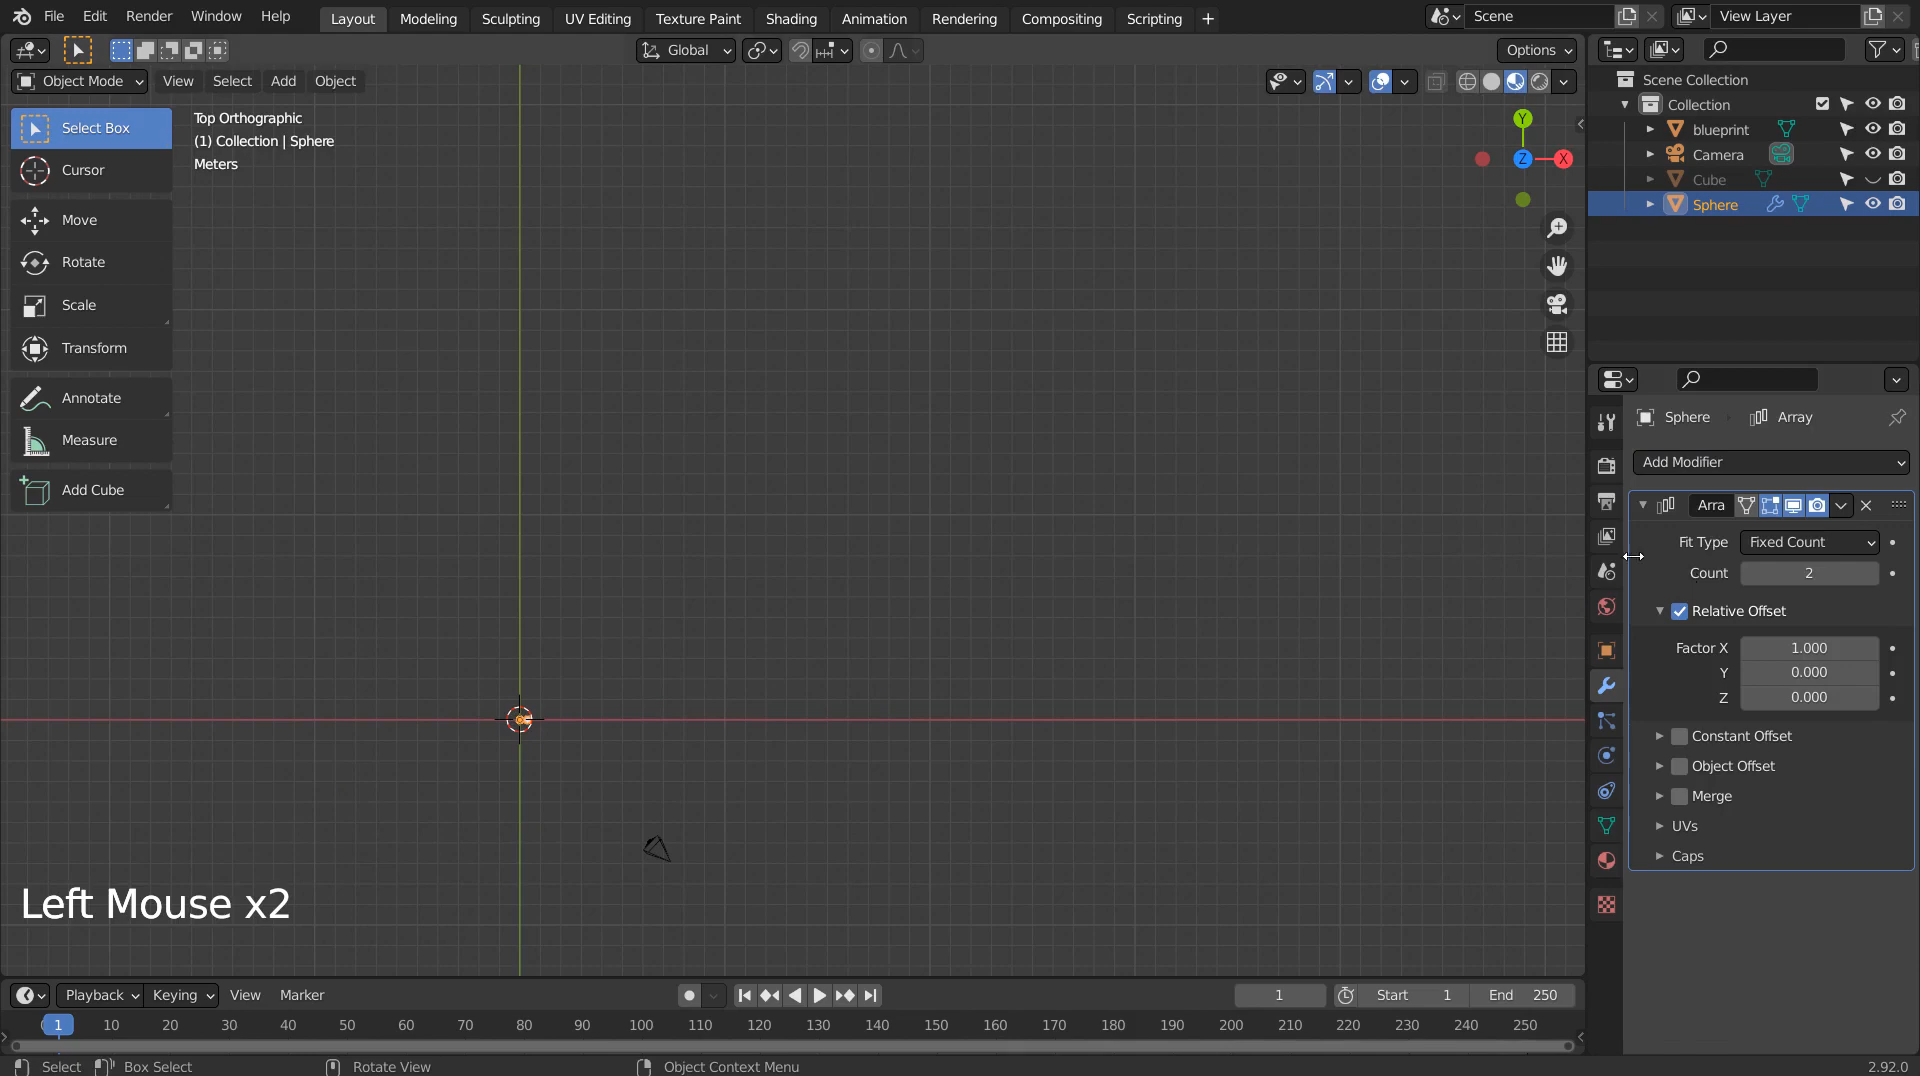 File Edit Render Window Help Layout Modeling Sculpting UV Editing Texture Paint Shading Animation Rendering Compositing Scripting + Scene View Layer
Global Options
Object Mode View Select Add Object
Scene Collection
Collection
blueprint
Camera
Cube
Sphere
Select Box
Cursor
Move
Rotate
Scale
Transform
Annotate
Measure
Add Cube
Top Orthographic
(1) Collection | Sphere
Meters
Y
Z X
Sphere Array
Add Modifier
Arra
Fit Type Fixed Count
Count 2
Relative Offset
Factor X 1.000
Y 0.000
Z 0.000
Constant Offset
Object Offset
Merge
UVs
Caps
Left Mouse x2
Playback Keying View Marker 1 Start 1 End 250
1 10 20 30 40 50 60 70 80 90 100 110 120 130 140 150 160 170 180 190 200 210 220 230 240 250
Select Box Select Rotate View Object Context Menu 2.92.0